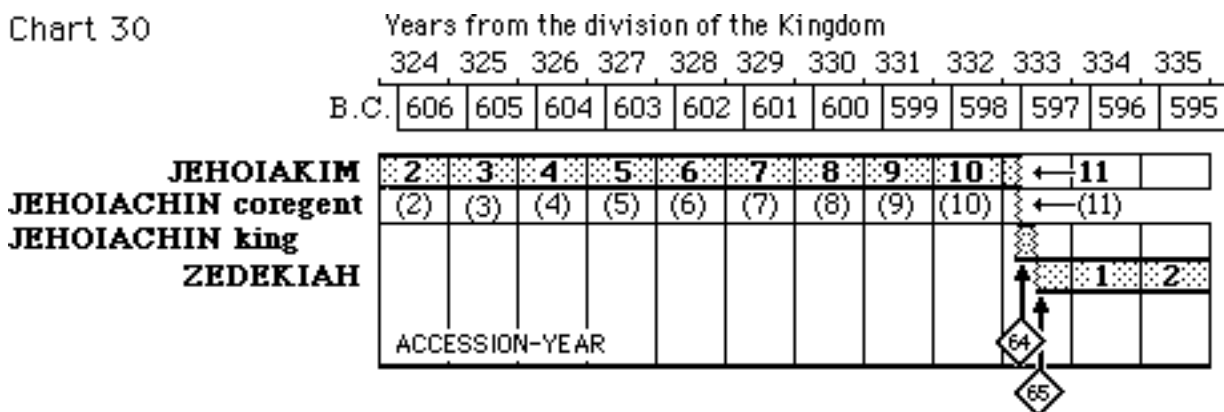 Chart 30
Years from the division of the Kingdom
324 325 326 327 328 329 330 331 332 333 334 335
B.C. 606 605 604 603 602 601 600 599 598 597 596 595
JEHOIAKIM 2 3 4 5 6 7 8 9 10 11
JEHOIACHIN coregent (2) (3) (4) (5) (6) (7) (8) (9) (10) (11)
JEHOIACHIN king
ZEDEKIAH 1 2
ACCESSION-YEAR 64
65